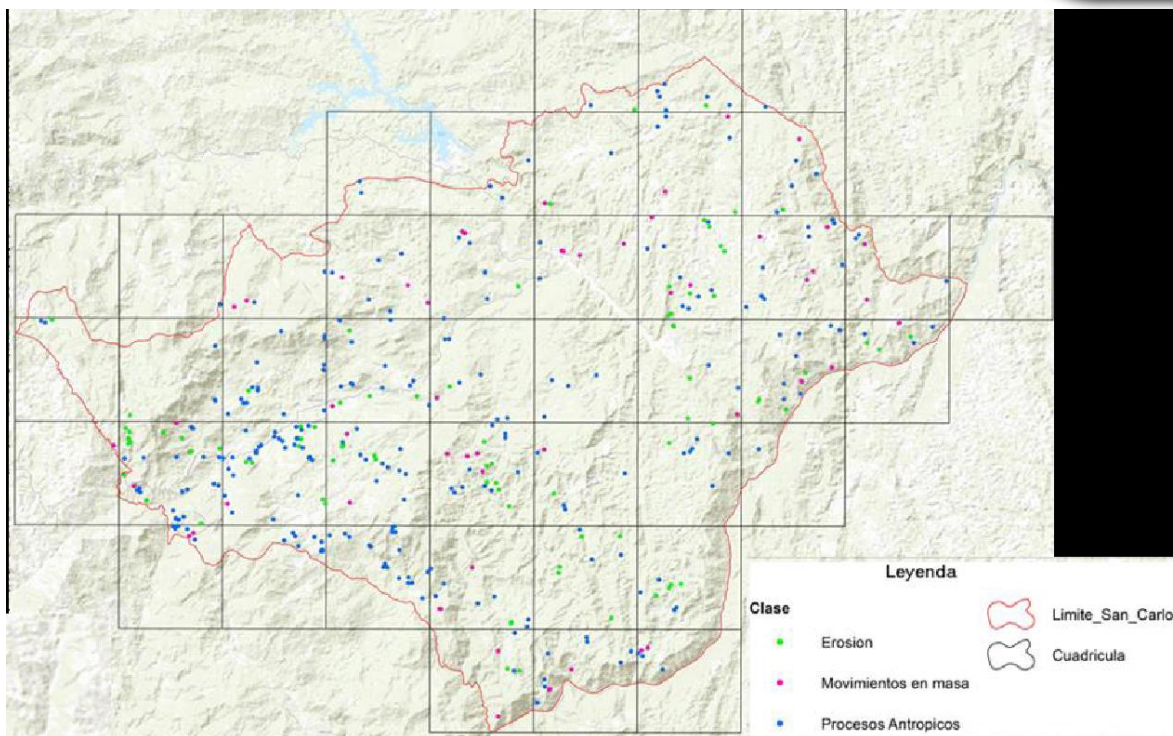 Leyenda
Clase
Erosion
Movimientos en masa
Procesos Antropicos
Limite_San_Carlo
Cuadricula